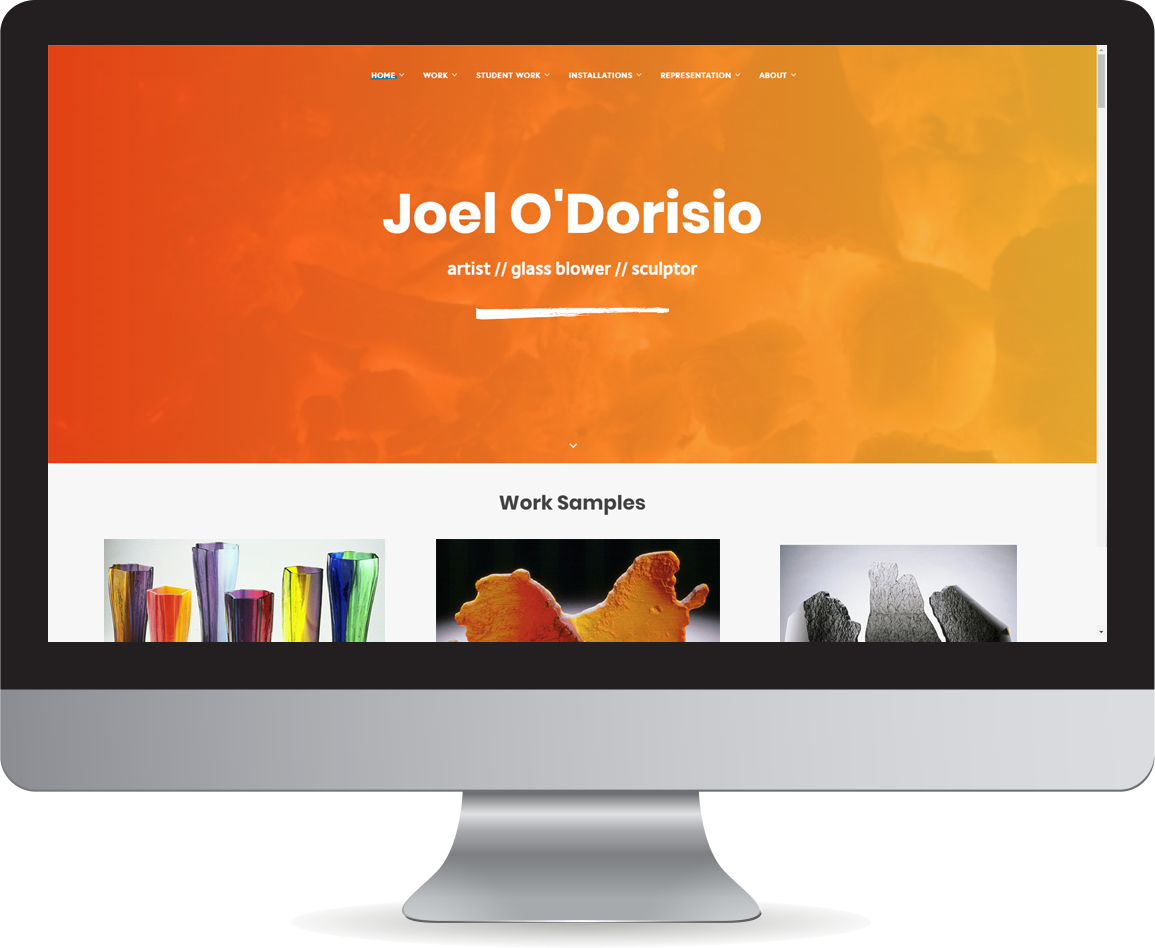 HOME WORK STUDENT WORK INSTALLATIONS REPRESENTATION ABOUT
Joel O'Dorisio
artist // glass blower // sculptor
Work Samples